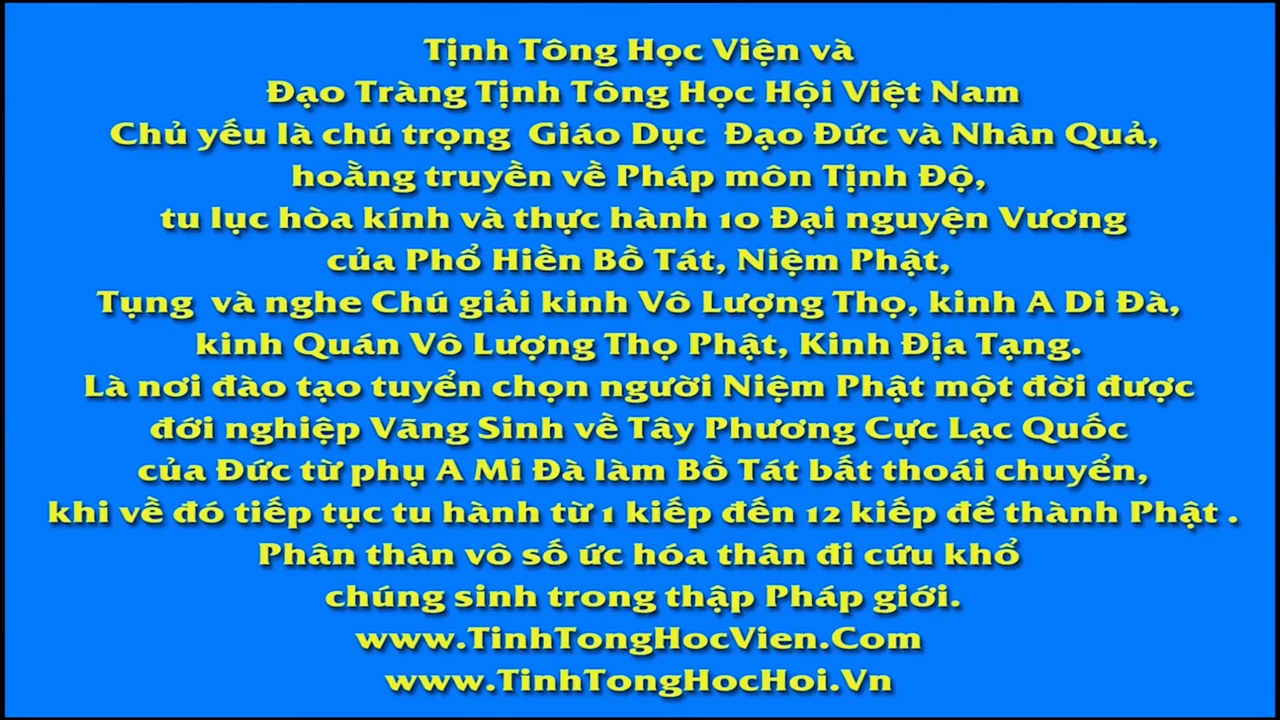 Tịnh Tông Học Viện và
Đạo Tràng Tịnh Tông Học Hội Việt Nam
Chủ yếu là chú trọng Giáo Dục Đạo Đức và Nhân Quả,
hoằng truyền về Pháp môn Tịnh Độ,
tu lục hòa kính và thực hành 10 Đại nguyện Vương
của Phổ Hiền Bồ Tát, Niệm Phật,
Tụng và nghe Chú giải kinh Vô Lượng Thọ, kinh A Di Đà,
kinh Quán Vô Lượng Thọ Phật, Kinh Địa Tạng.
Là nơi đào tạo tuyển chọn người Niệm Phật một đời được
đới nghiệp Vãng Sinh về Tây Phương Cực Lạc Quốc
của Đức từ phụ A Mi Đà làm Bồ Tát bất thoái chuyển,
khi về đó tiếp tục tu hành từ 1 kiếp đến 12 kiếp để thành Phật .
Phân thân vô số ức hóa thân đi cứu khổ
chúng sinh trong thập Pháp giới.
www.TinhTongHocVien.Com
www.TinhTongHocHoi.Vn